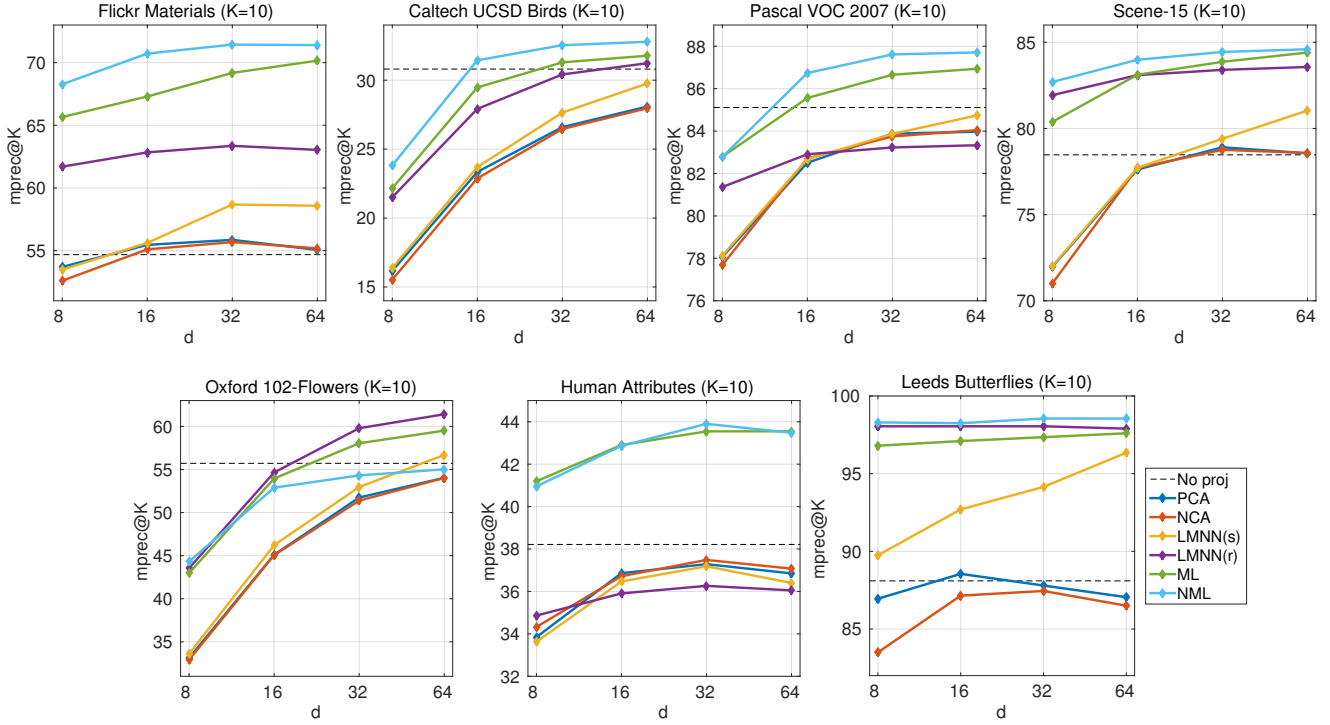 Flickr Materials (K=10)
mprec@K
70
65
60
55
8
16
32
64
d
Caltech UCSD Birds (K=10)
mprec@K
30
26
22
18
14
8
16
32
64
d
Pascal VOC 2007 (K=10)
mprec@K
88
86
84
82
80
78
76
8
16
32
64
d
Scene-15 (K=10)
mprec@K
85
80
75
70
8
16
32
64
d
Oxford 102-Flowers (K=10)
mprec@K
60
55
50
45
40
35
8
16
32
64
d
Human Attributes (K=10)
mprec@K
44
42
40
38
36
34
32
8
16
32
64
d
Leeds Butterflies (K=10)
mprec@K
100
95
90
85
8
16
32
64
d
No proj
PCA
NCA
LMNN(s)
LMNN(r)
ML
NML